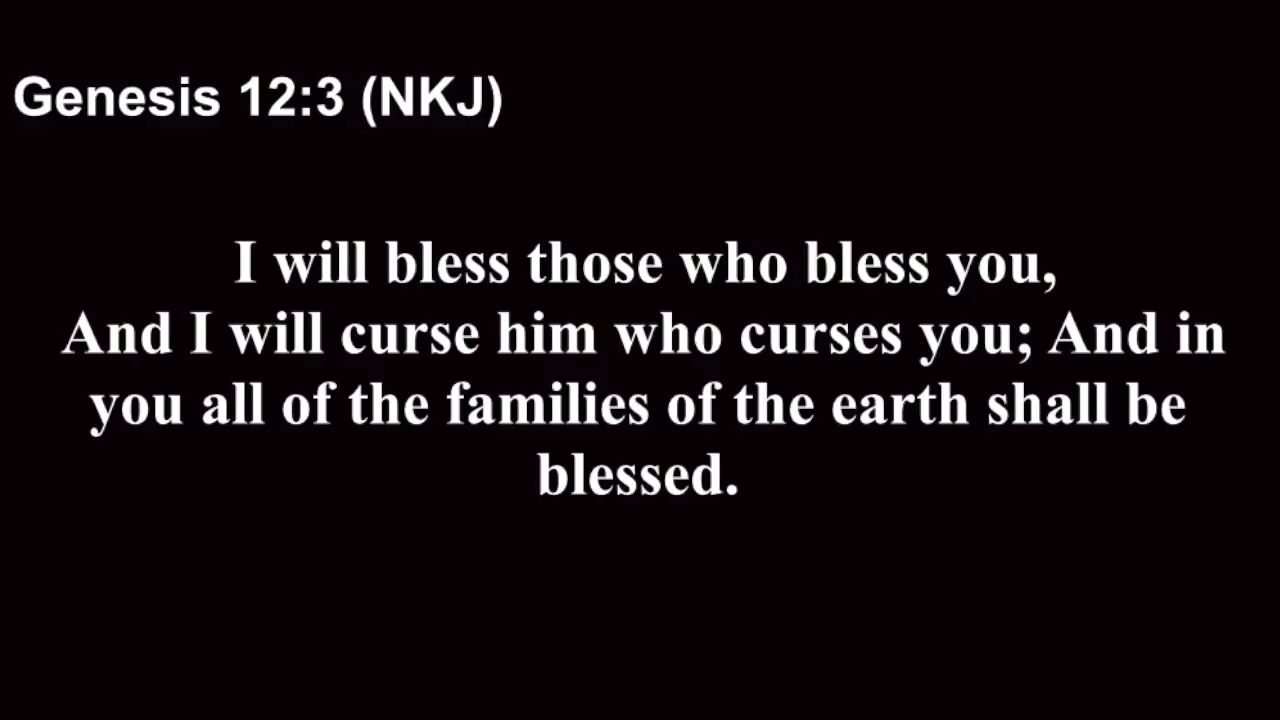 Genesis 12:3 (NKJ)
I will bless those who bless you,
And I will curse him who curses you; And in
you all of the families of the earth shall be
blessed.